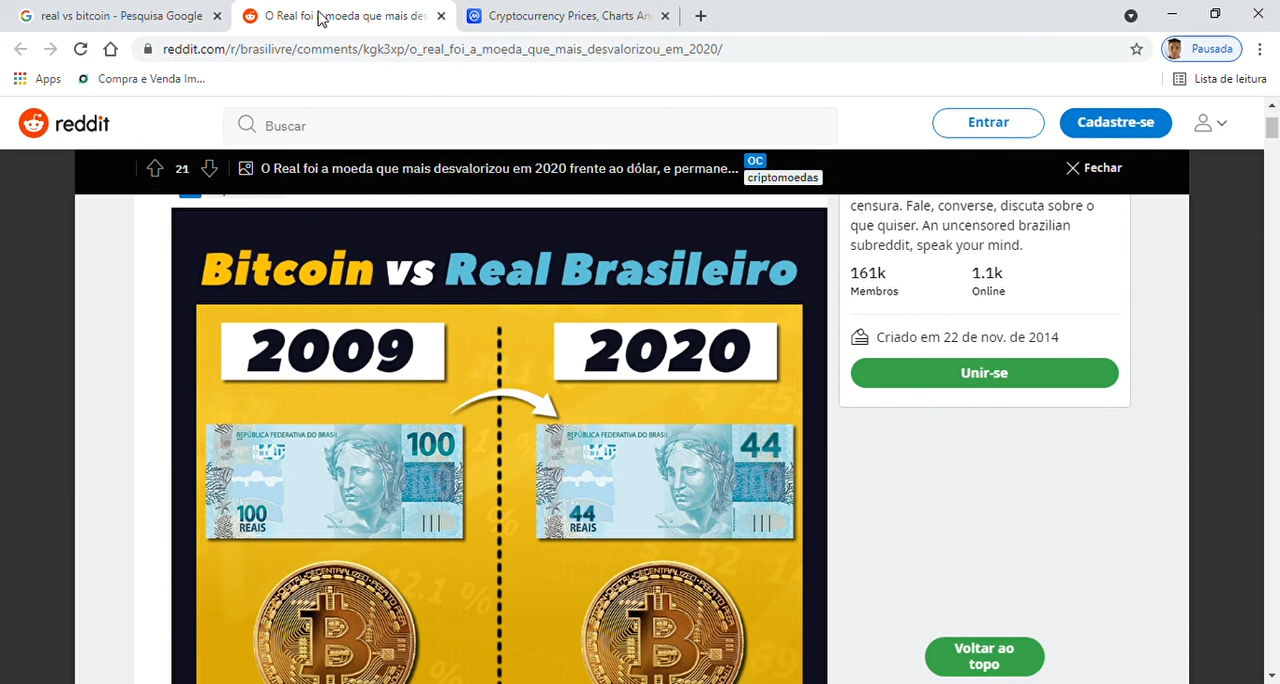 real vs bitcoin - Pesquisa Google
O Real foi moeda que mais des
Cryptocurrency Prices, Charts An
reddit.com/r/brasilivre/comments/kgk3xp/o_real_foi_a_moeda_que_mais_desvalorizou_em_2020/
Pausada
Apps
Compra e Venda Im...
Lista de leitura
reddit
Buscar
Entrar
Cadastre-se
21
O Real foi a moeda que mais desvalorizou em 2020 frente ao dólar, e permane...
OC
criptomoedas
Fechar
censura. Fale, converse, discuta sobre o
que quiser. An uncensored brazilian
subreddit, speak your mind.
161k
1.1k
Membros
Online
Criado em 22 de nov. de 2014
Unir-se
Bitcoin vs Real Brasileiro
2009
2020
REPÚBLICA FEDERATIVA DO BRASIL
100
100
REAIS
REPÚBLICA FEDERATIVA DO BRASIL
44
44
REAIS
DECENTRALIZED
DECENTRALIZED
Voltar ao
topo